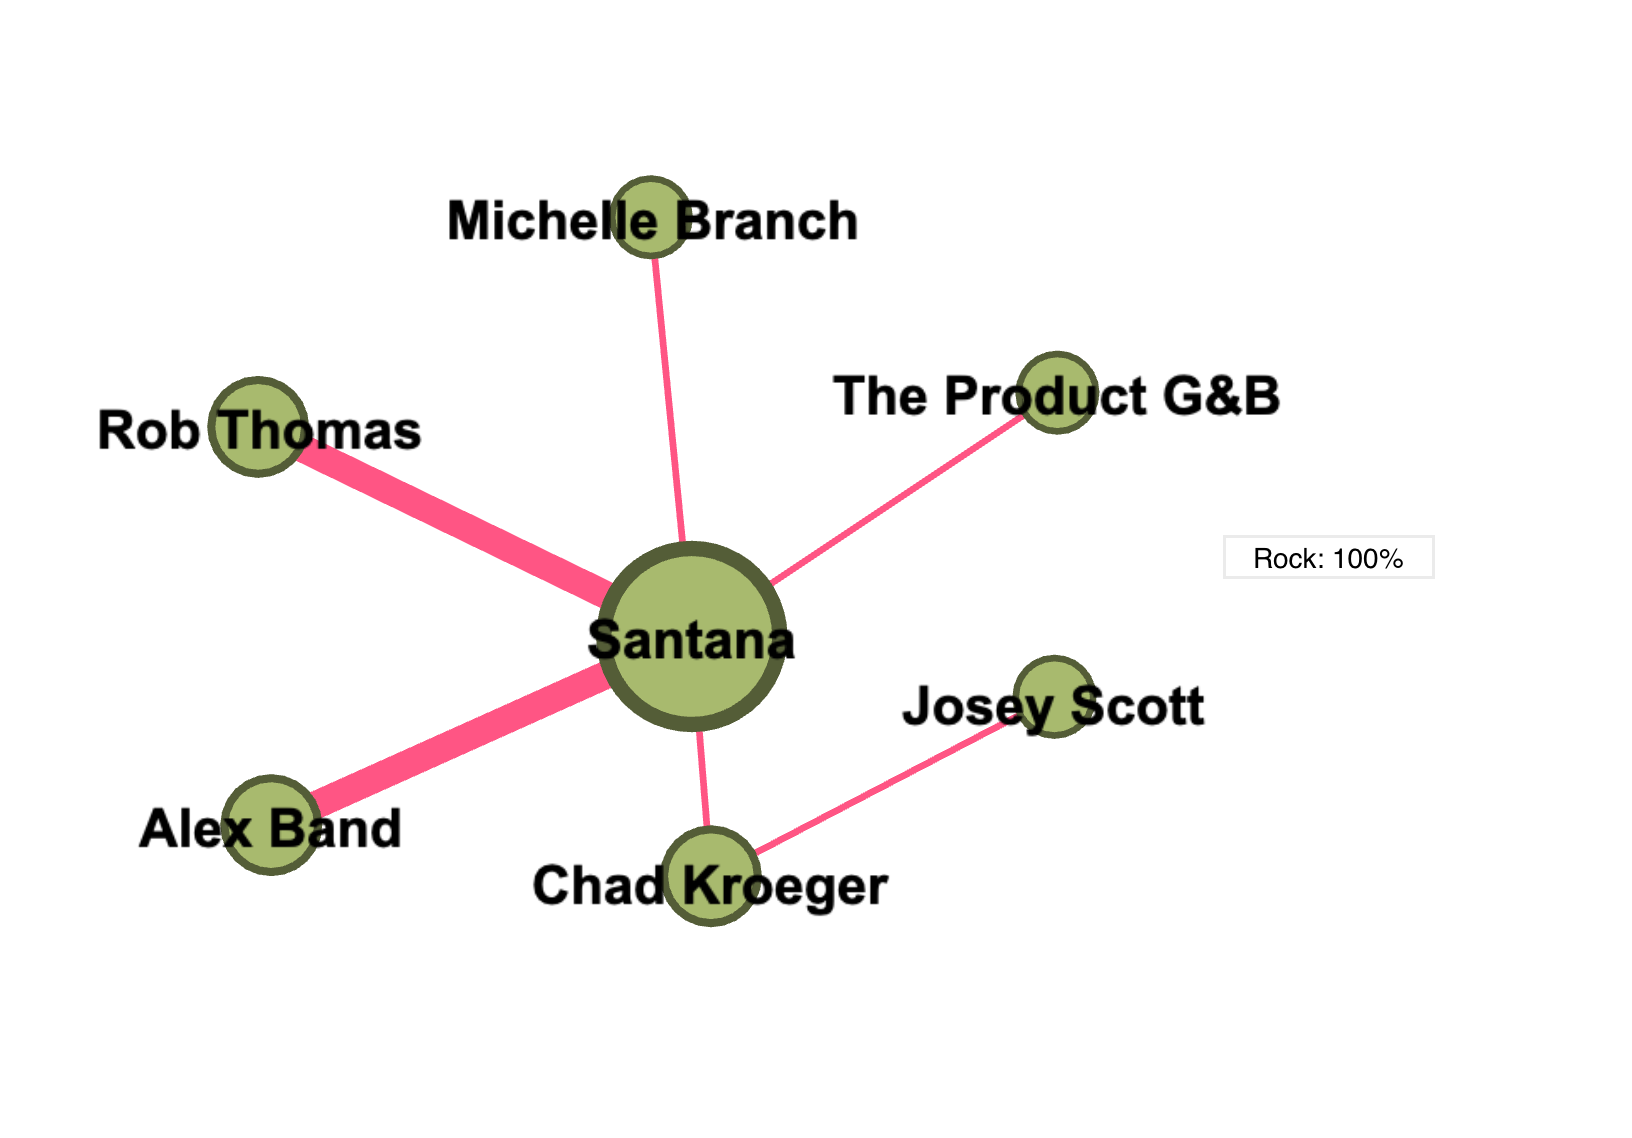 Michelle Branch
The Product G&B
Rob Thomas
Rock: 100%
Santana
Josey Scott
Alex Band
Chad Kroeger